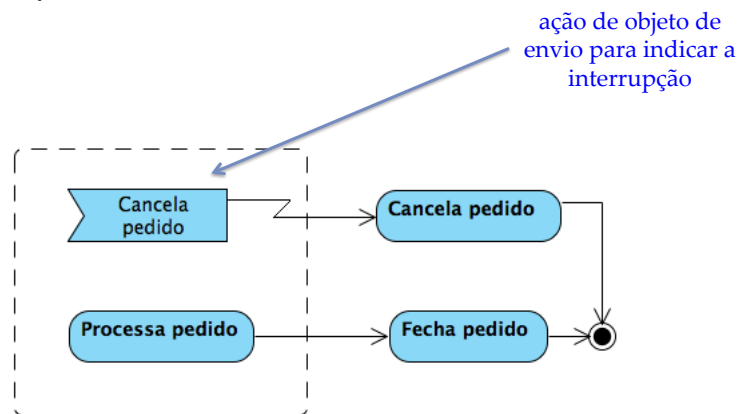 ação de objeto de
envio para indicar a
interrupção
Cancela
pedido
Cancela pedido
Processa pedido
Fecha pedido